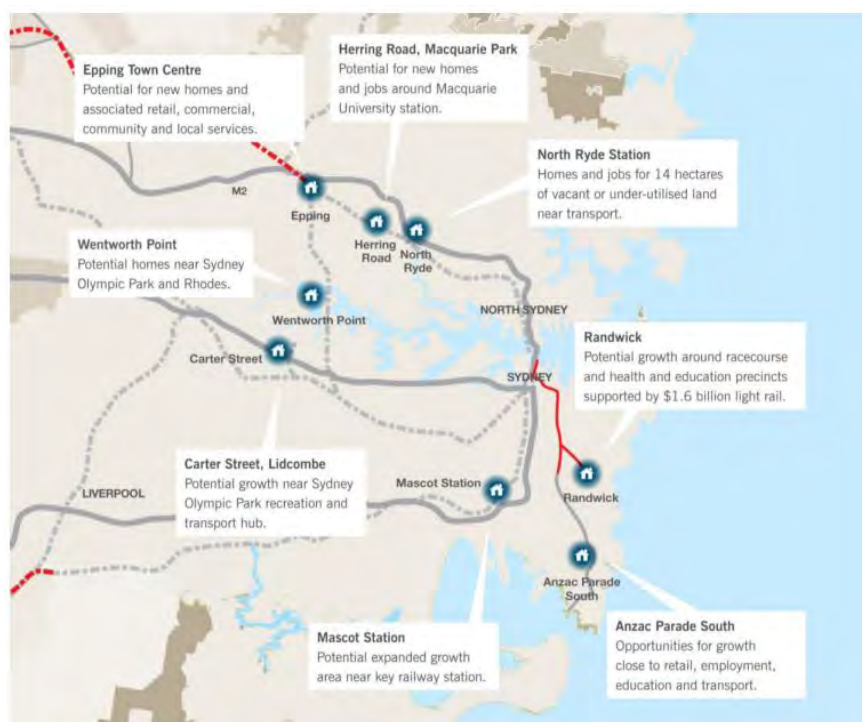 Herring Road, Macquarie Park
Potential for new homes
and jobs around Macquarie
University station.
Epping Town Centre
Potential for new homes and
associated retail, commercial,
community and local services.
North Ryde Station
Homes and jobs for 14 hectares
of vacant or under-utilised land
near transport.
M2
Epping
Herring
Road
North
Ryde
Wentworth Point
Potential homes near Sydney
Olympic Park and Rhodes.
Wentworth Point
NORTH SYDNEY
Randwick
Potential growth around racecourse
and health and education precincts
supported by $1.6 billion light rail.
Carter Street
SYDNEY
Carter Street, Lidcombe
Potential growth near Sydney
Olympic Park recreation and
transport hub.
LIVERPOOL
Mascot Station
Randwick
Anzac Parade
South
Mascot Station
Potential expanded growth
area near key railway station.
Anzac Parade South
Opportunities for growth
close to retail, employment,
education and transport.